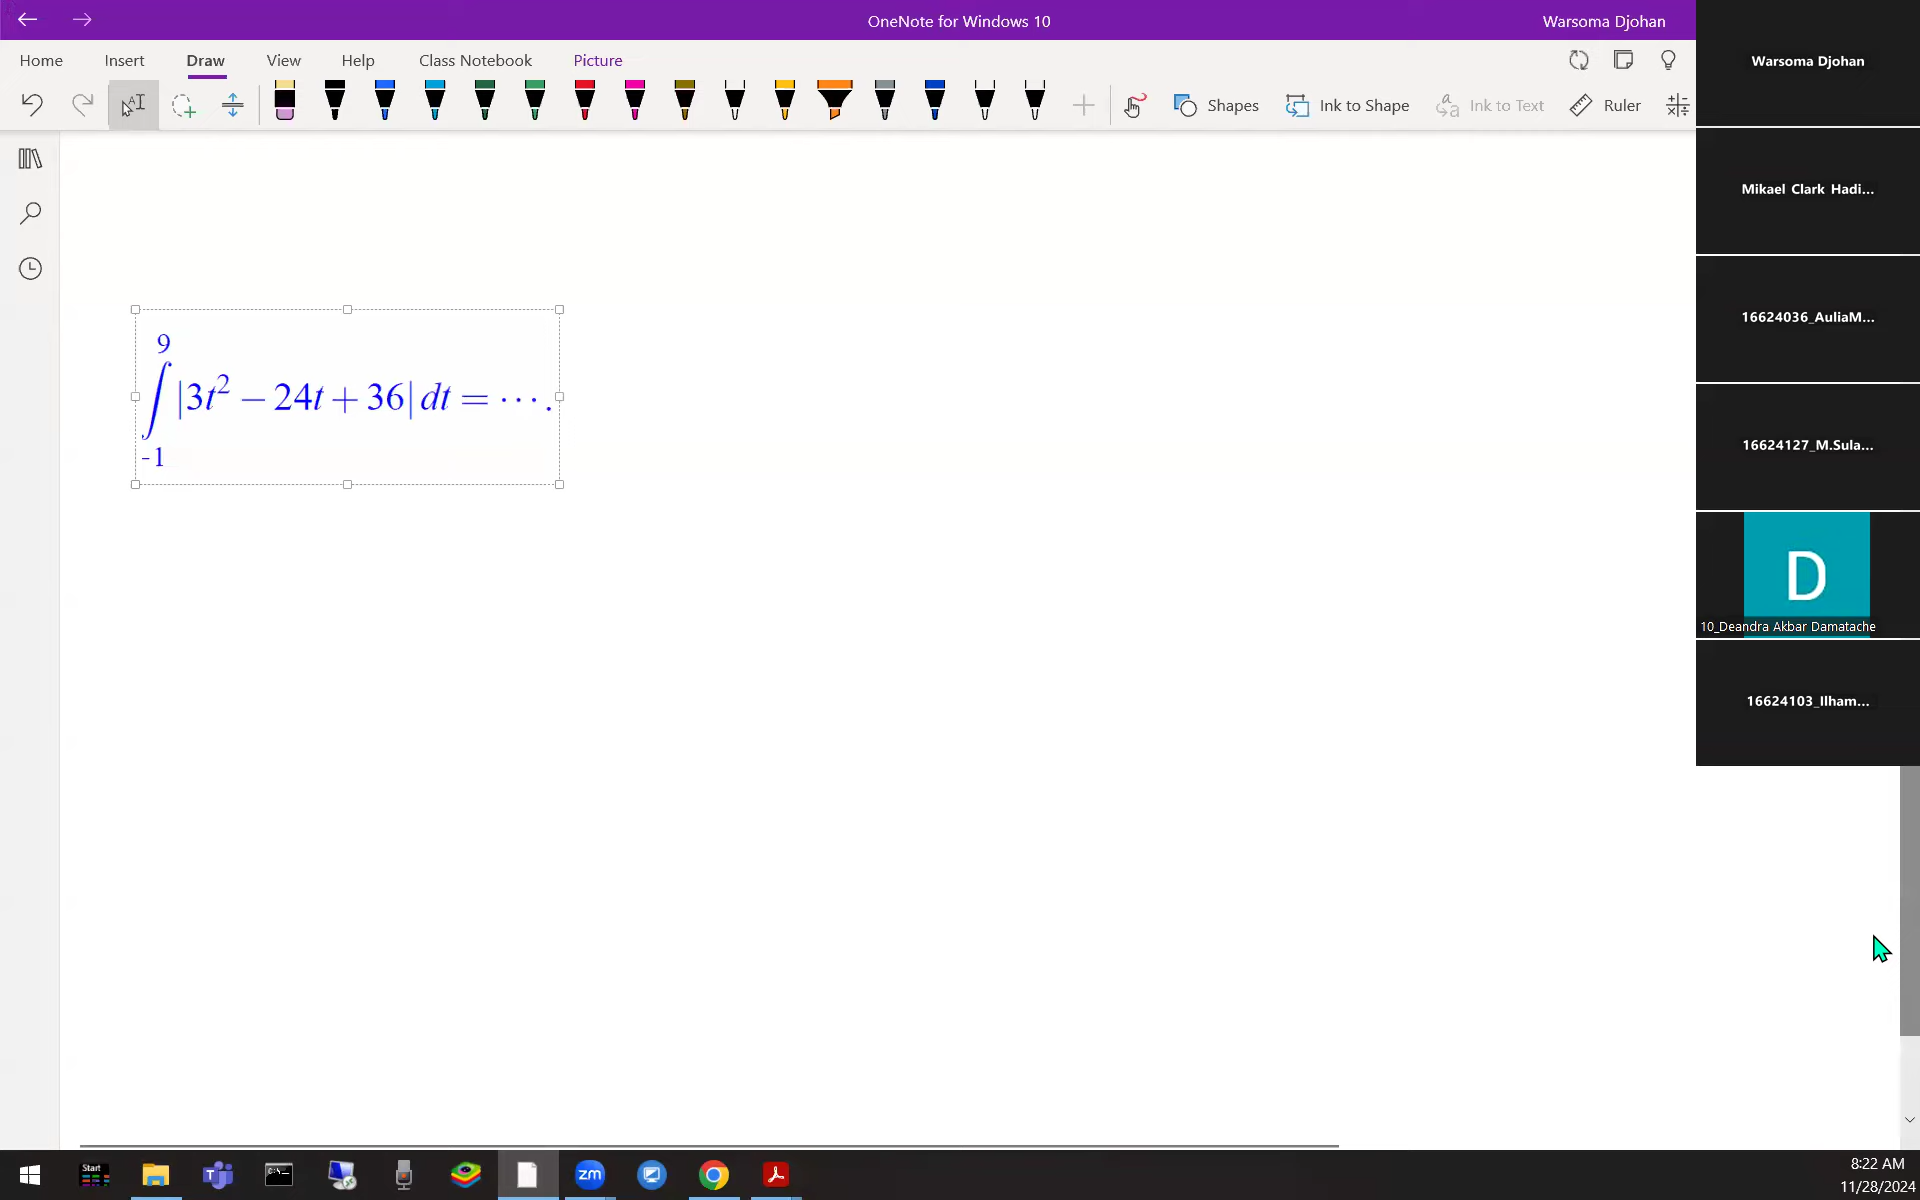 OneNote for Windows 10
Warsoma Djohan
Home Insert Draw View Help Class Notebook Picture
Shapes Ink to Shape Ink to Text Ruler
9
∫ |3t² − 24t + 36| dt = ⋯.
-1
Warsoma Djohan
Mikael Clark Hadi...
16624036_AuliaM...
16624127_M.Sula...
D
10_Deandra Akbar Damatache
16624103_Ilham...
Start
zm
8:22 AM
11/28/2024